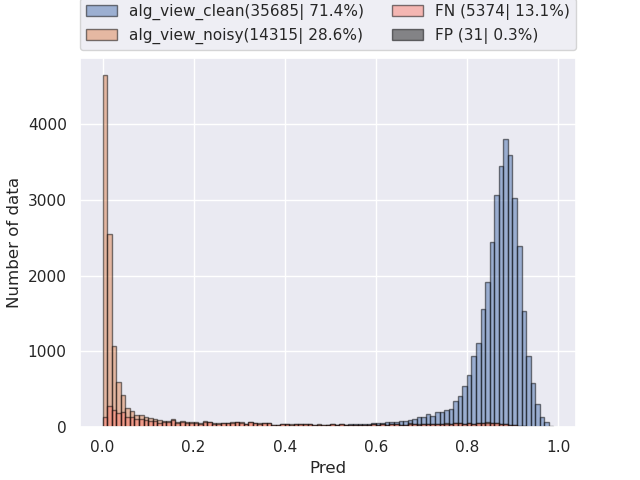 alg_view_clean(35685| 71.4%) FN (5374| 13.1%)
alg_view_noisy(14315| 28.6%) FP (31| 0.3%)
4000
3000
2000
1000
0
Number of data
0.0 0.2 0.4 0.6 0.8 1.0
Pred